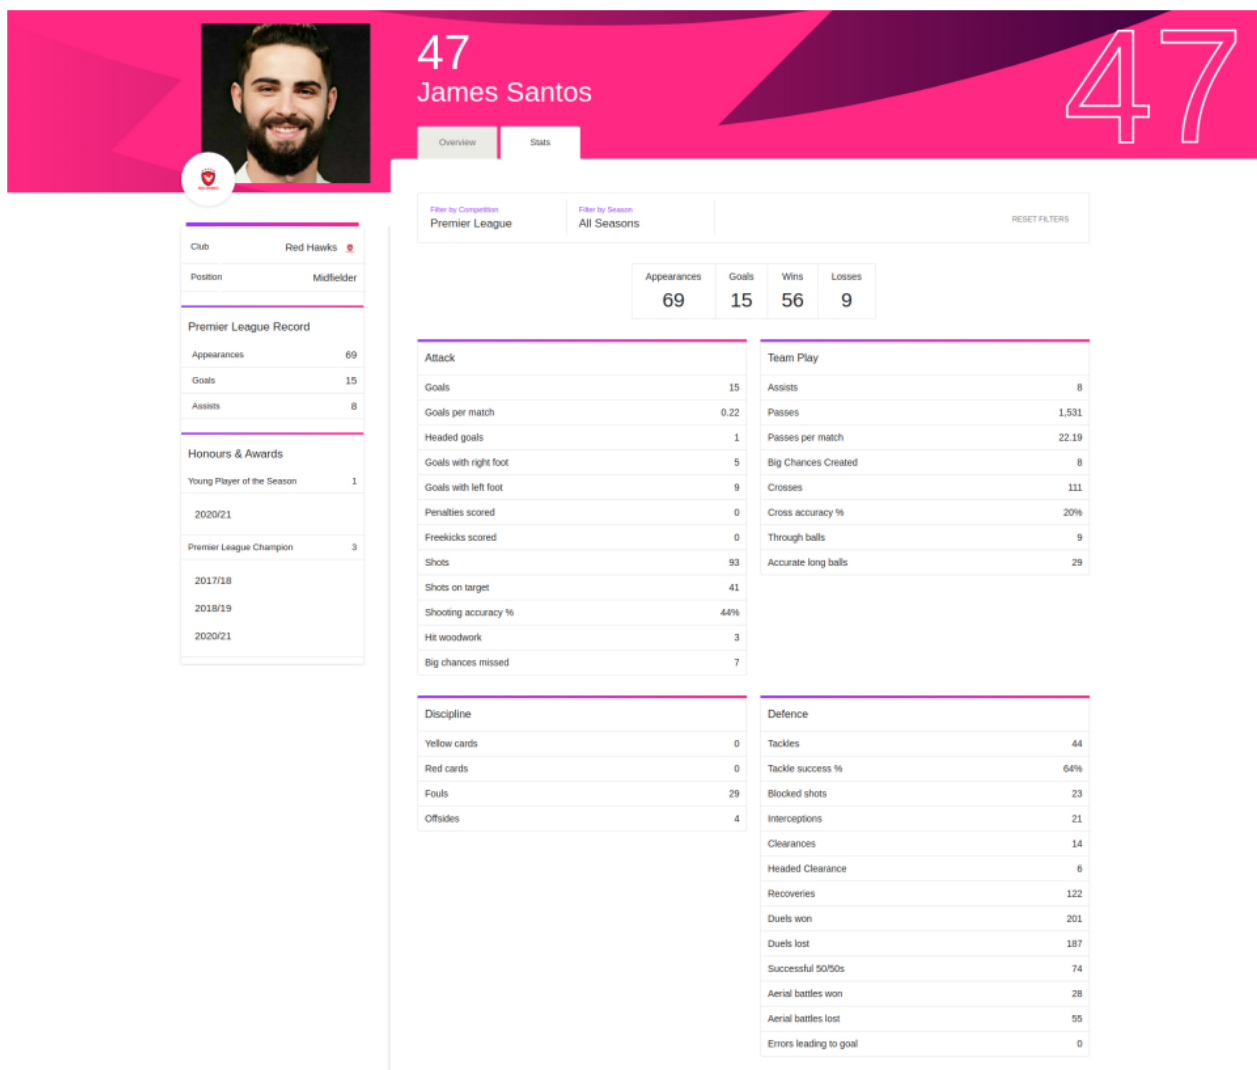 47
James Santos
47
Overview Stats
RED HAWKS
Filter by Competition
Premier League
Filter by Season
All Seasons
RESET FILTERS
Club Red Hawks
Position Midfielder
Premier League Record
Appearances 69
Goals 15
Assists 8
Honours & Awards
Young Player of the Season 1
2020/21
Premier League Champion 3
2017/18
2018/19
2020/21
Appearances Goals Wins Losses
69 15 56 9
Attack
Goals 15
Goals per match 0.22
Headed goals 1
Goals with right foot 5
Goals with left foot 9
Penalties scored 0
Freekicks scored 0
Shots 93
Shots on target 41
Shooting accuracy % 44%
Hit woodwork 3
Big chances missed 7
Team Play
Assists 8
Passes 1,531
Passes per match 22.19
Big Chances Created 8
Crosses 111
Cross accuracy % 20%
Through balls 9
Accurate long balls 29
Discipline
Yellow cards 0
Red cards 0
Fouls 29
Offsides 4
Defence
Tackles 44
Tackle success % 64%
Blocked shots 23
Interceptions 21
Clearances 14
Headed Clearance 6
Recoveries 122
Duels won 201
Duels lost 187
Successful 50/50s 74
Aerial battles won 28
Aerial battles lost 55
Errors leading to goal 0